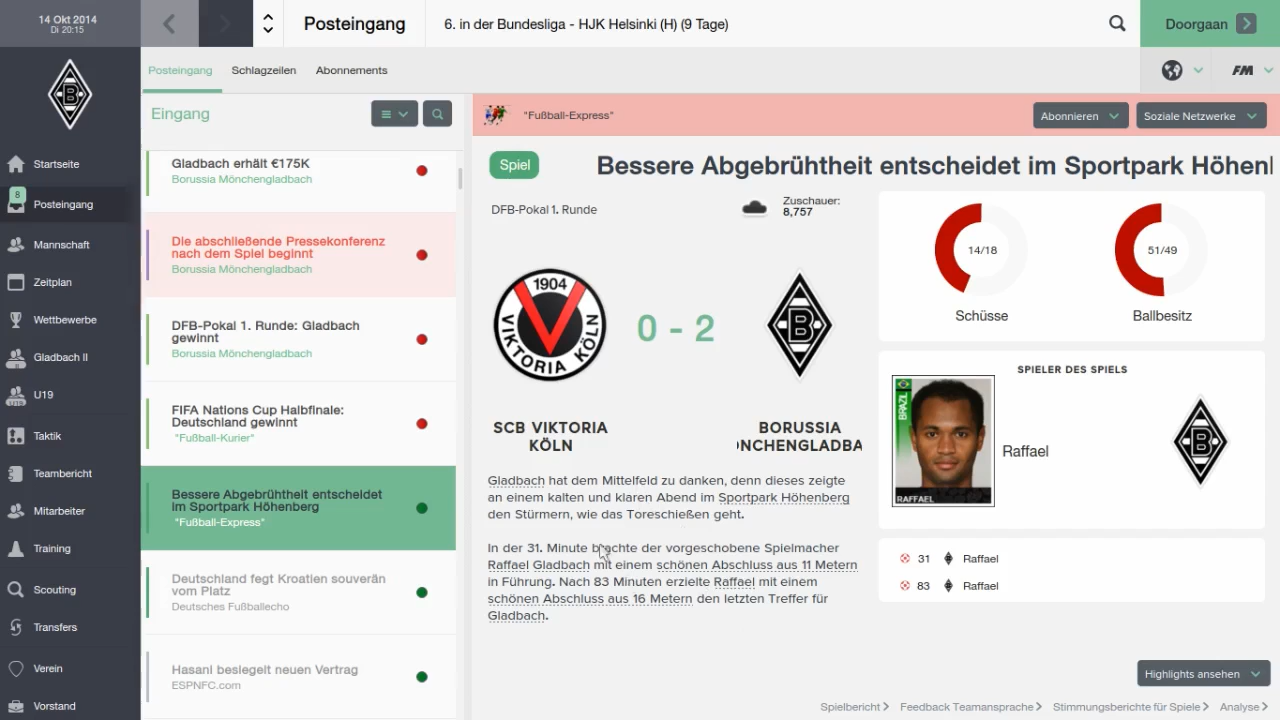 14 Okt 2014
Di 20:15
Posteingang
6. in der Bundesliga - HJK Helsinki (H) (9 Tage)
Doorgaan
Posteingang
Schlagzeilen
Abonnements
FM
Startseite
8
Posteingang
Mannschaft
Zeitplan
Wettbewerbe
Gladbach II
U19
Taktik
Teambericht
Mitarbeiter
Training
Scouting
Transfers
Verein
Vorstand
Eingang
Gladbach erhält €175K
Borussia Mönchengladbach
Die abschließende Pressekonferenz
nach dem Spiel beginnt
Borussia Mönchengladbach
DFB-Pokal 1. Runde: Gladbach
gewinnt
Borussia Mönchengladbach
FIFA Nations Cup Halbfinale:
Deutschland gewinnt
"Fußball-Kurier"
Bessere Abgebrühtheit entscheidet
im Sportpark Höhenberg
"Fußball-Express"
Deutschland fegt Kroatien souverän
vom Platz
Deutsches Fußballecho
Hasani besiegelt neuen Vertrag
ESPNFC.com
"Fußball-Express"
Abonnieren
Soziale Netzwerke
Spiel
Bessere Abgebrühtheit entscheidet im Sportpark Höhenl
DFB-Pokal 1. Runde
Zuschauer:
8,757
1904
VIKTORIA KÖLN
0 - 2
B
SCB VIKTORIA
KÖLN
BORUSSIA
ONCHENGLADBA
Gladbach hat dem Mittelfeld zu danken, denn dieses zeigte
an einem kalten und klaren Abend im Sportpark Höhenberg
den Stürmern, wie das Toreschießen geht.
In der 31. Minute brachte der vorgeschobene Spielmacher
Raffael Gladbach mit einem schönen Abschluss aus 11 Metern
in Führung. Nach 83 Minuten erzielte Raffael mit einem
schönen Abschluss aus 16 Metern den letzten Treffer für
Gladbach.
14/18
Schüsse
51/49
Ballbesitz
SPIELER DES SPIELS
BRAZIL
RAFFAEL
Raffael
B
31 Raffael
83 Raffael
Highlights ansehen
Spielbericht
Feedback Teamansprache
Stimmungsberichte für Spiele
Analyse